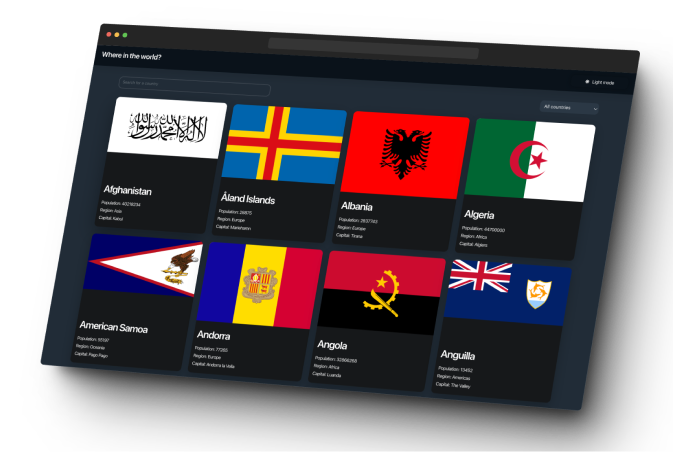 Where in the world?
Light mode
Search for a country
All countries
Afghanistan
Population: 40218234
Region: Asia
Capital: Kabul
Åland Islands
Population: 28875
Region: Europe
Capital: Mariehamn
Albania
Population: 2837743
Region: Europe
Capital: Tirana
Algeria
Population: 44700000
Region: Africa
Capital: Algiers
American Samoa
Population: 55197
Region: Oceania
Capital: Pago Pago
Andorra
Population: 77265
Region: Europe
Capital: Andorra la Vella
Angola
Population: 32866268
Region: Africa
Capital: Luanda
Anguilla
Population: 13452
Region: Americas
Capital: The Valley